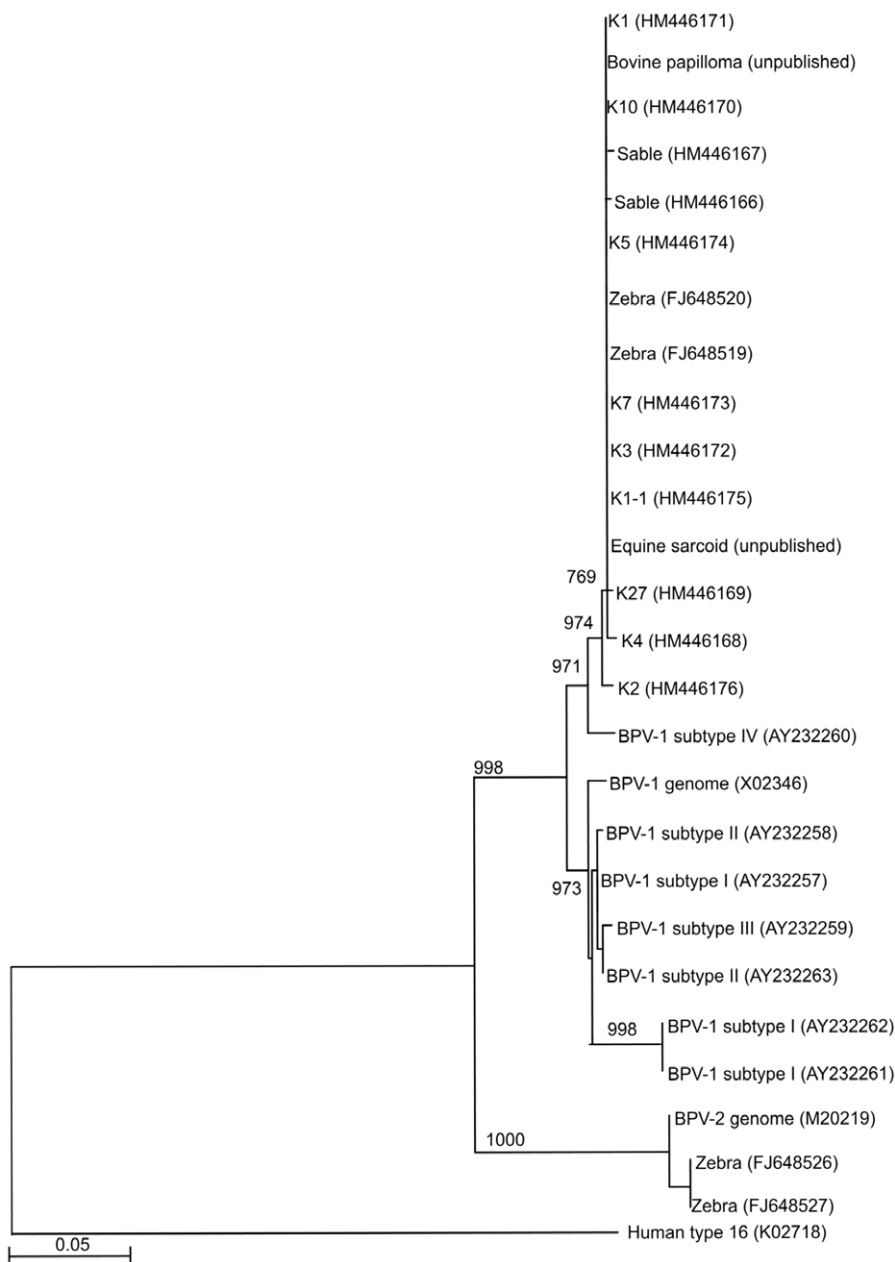 K1 (HM446171)
Bovine papilloma (unpublished)
K10 (HM446170)
Sable (HM446167)
Sable (HM446166)
K5 (HM446174)
Zebra (FJ648520)
Zebra (FJ648519)
K7 (HM446173)
K3 (HM446172)
K1-1 (HM446175)
Equine sarcoid (unpublished)
769
K27 (HM446169)
974
K4 (HM446168)
971
K2 (HM446176)
BPV-1 subtype IV (AY232260)
998
BPV-1 genome (X02346)
BPV-1 subtype II (AY232258)
973
BPV-1 subtype I (AY232257)
BPV-1 subtype III (AY232259)
BPV-1 subtype II (AY232263)
998
BPV-1 subtype I (AY232262)
BPV-1 subtype I (AY232261)
BPV-2 genome (M20219)
1000
Zebra (FJ648526)
Zebra (FJ648527)
Human type 16 (K02718)
0.05